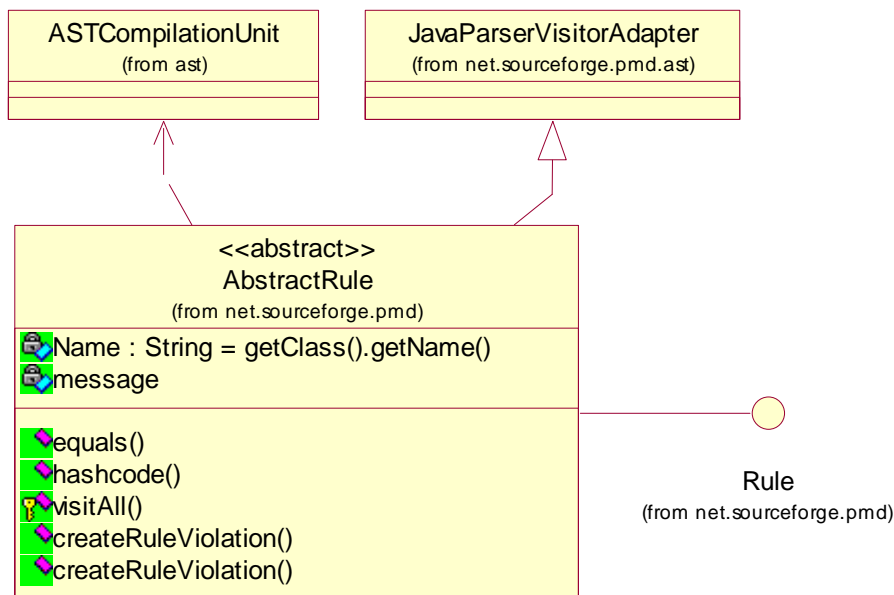 ASTCompilationUnit
(from ast)
JavaParserVisitorAdapter
(from net.sourceforge.pmd.ast)
<<abstract>>
AbstractRule
(from net.sourceforge.pmd)
Name : String = getClass().getName()
message
equals()
hashcode()
visitAll()
createRuleViolation()
createRuleViolation()
Rule
(from net.sourceforge.pmd)